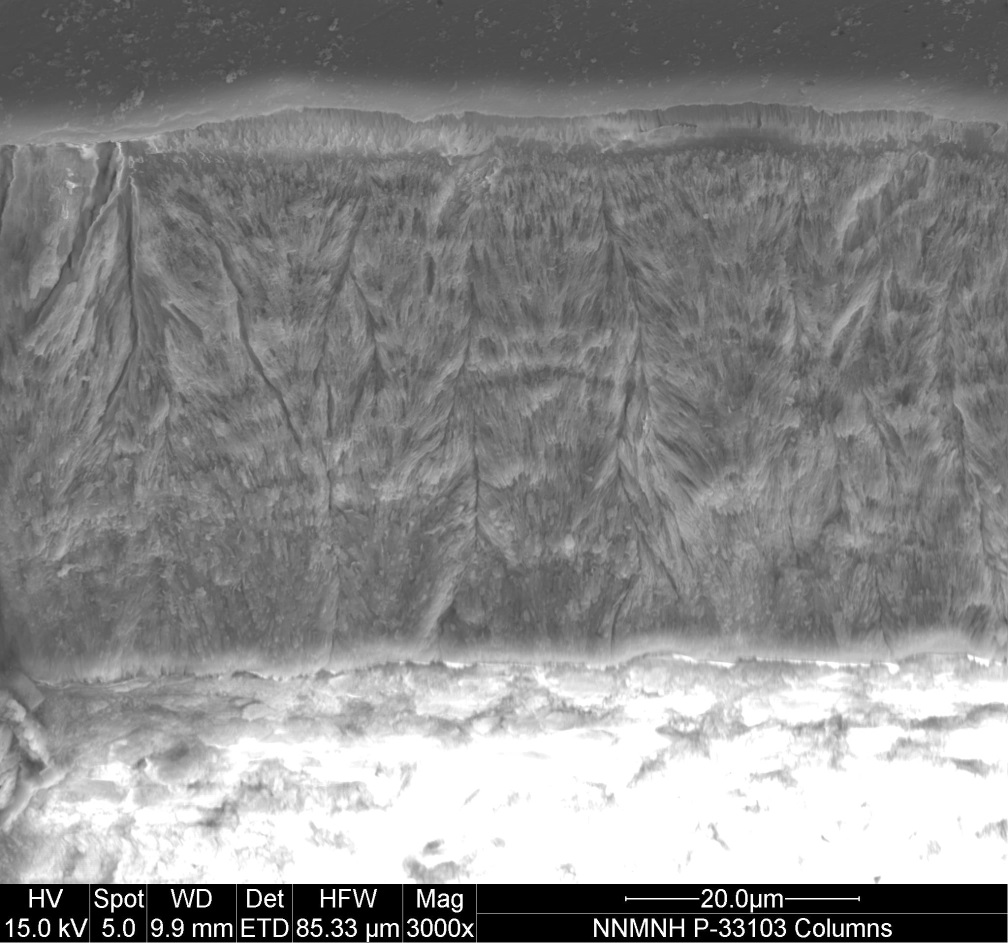 HV Spot WD Det HFW Mag 20.0µm
15.0 kV 5.0 9.9 mm ETD 85.33 µm 3000x NNMNH P-33103 Columns